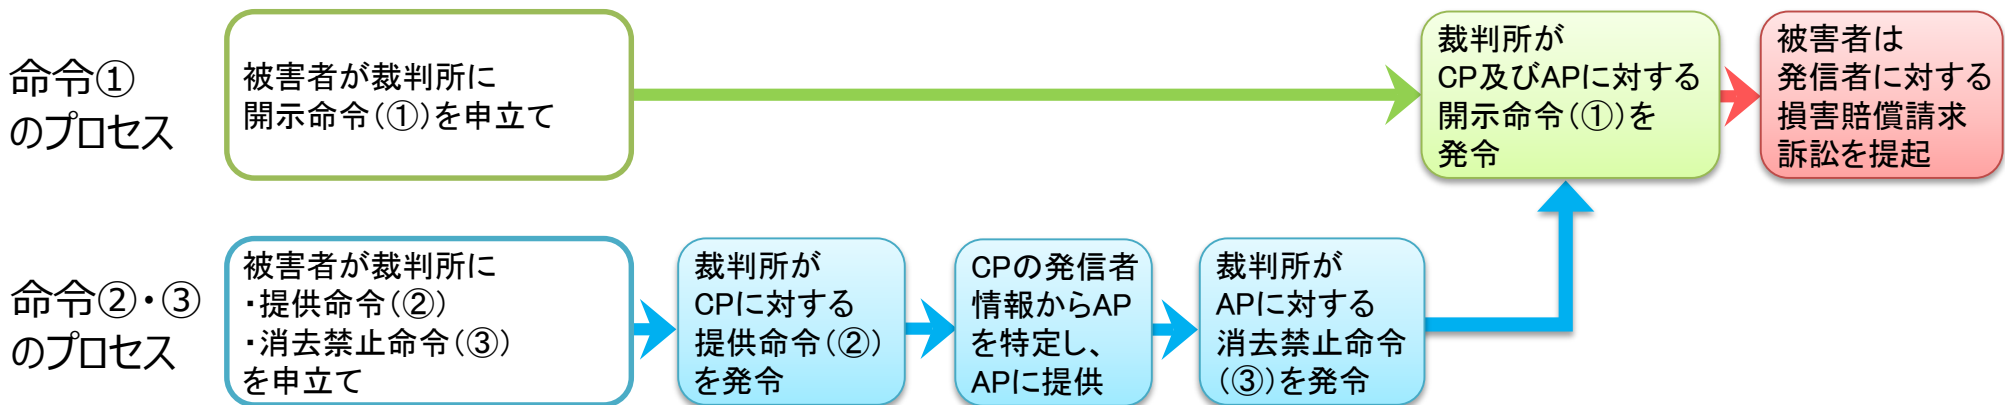 命令①
のプロセス
被害者が裁判所に
開示命令(①)を申立て
裁判所が
CP及びAPに対する
開示命令(①)を
発令
被害者は
発信者に対する
損害賠償請求
訴訟を提起
命令②・③
のプロセス
被害者が裁判所に
・提供命令(②)
・消去禁止命令(③)
を申立て
裁判所が
CPに対する
提供命令(②)
を発令
CPの発信者
情報からAP
を特定し、
APに提供
裁判所が
APに対する
消去禁止命令
(③)を発令